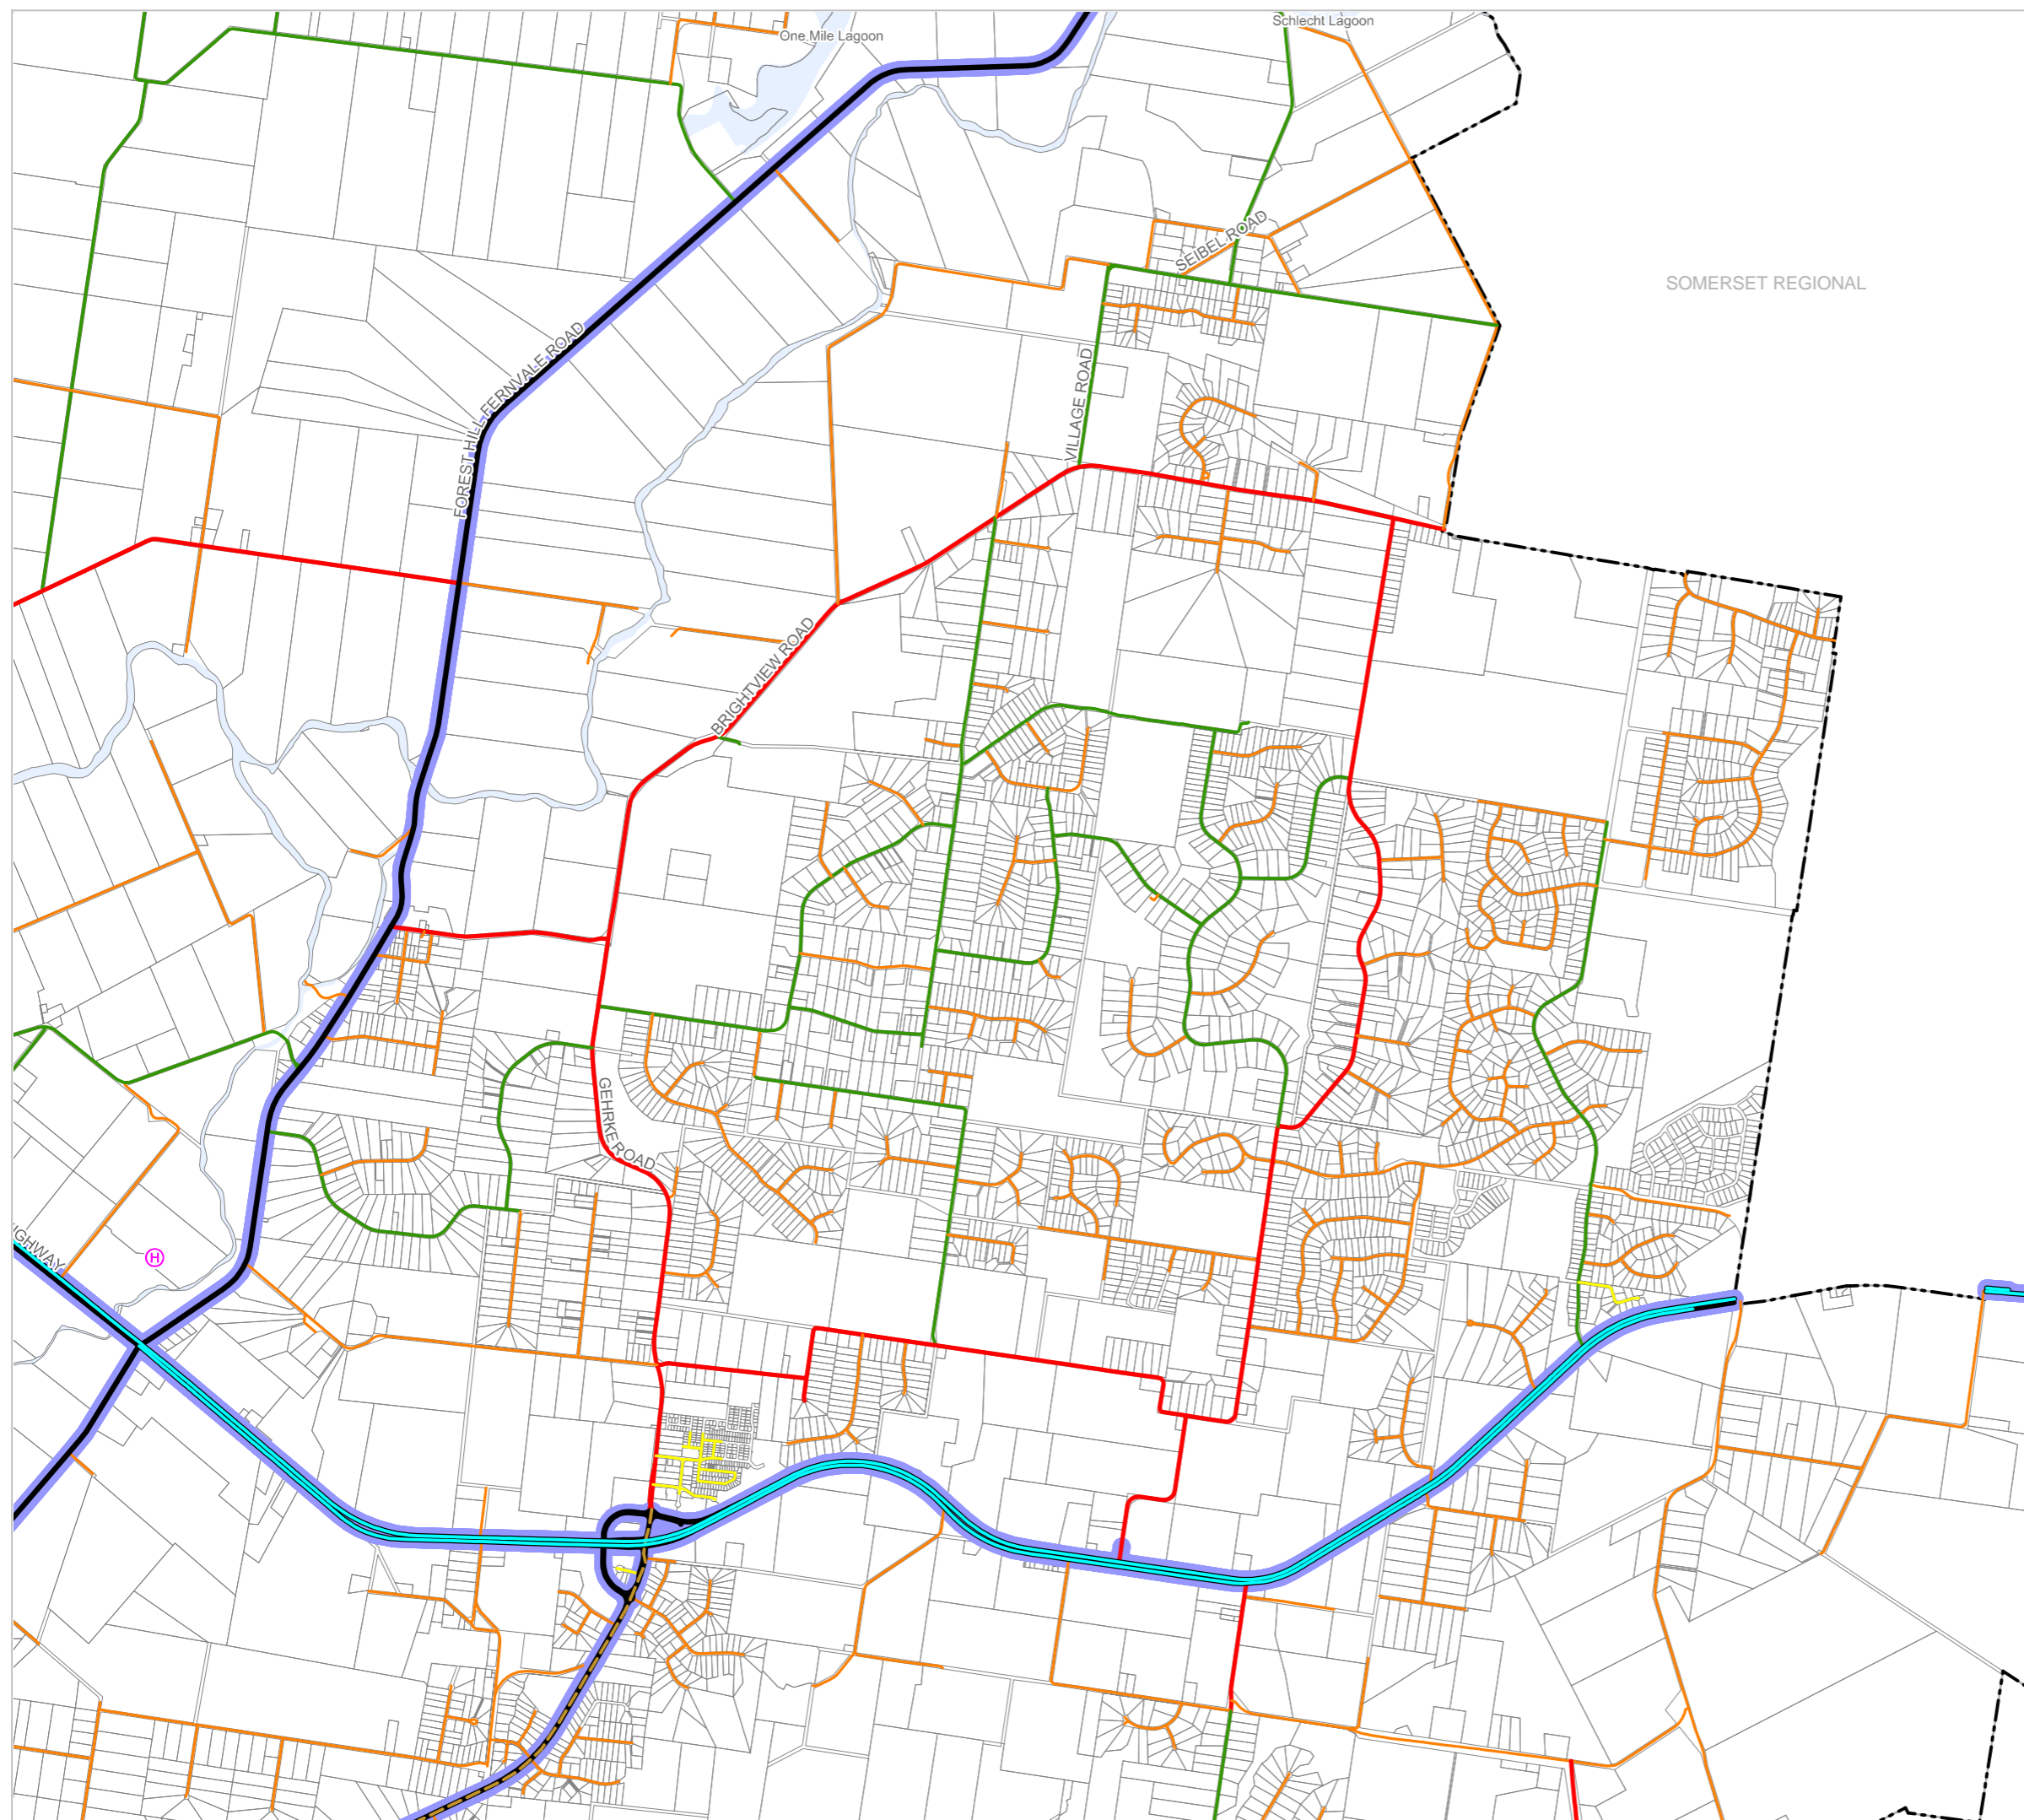 One Mile Lagoon
Schlecht Lagoon
SEIBEL ROAD
SOMERSET REGIONAL
FOREST HILL FERNVALE ROAD
VILLAGE ROAD
BRIGHTVIEW ROAD
GEHRKE ROAD
IGHWAY
H